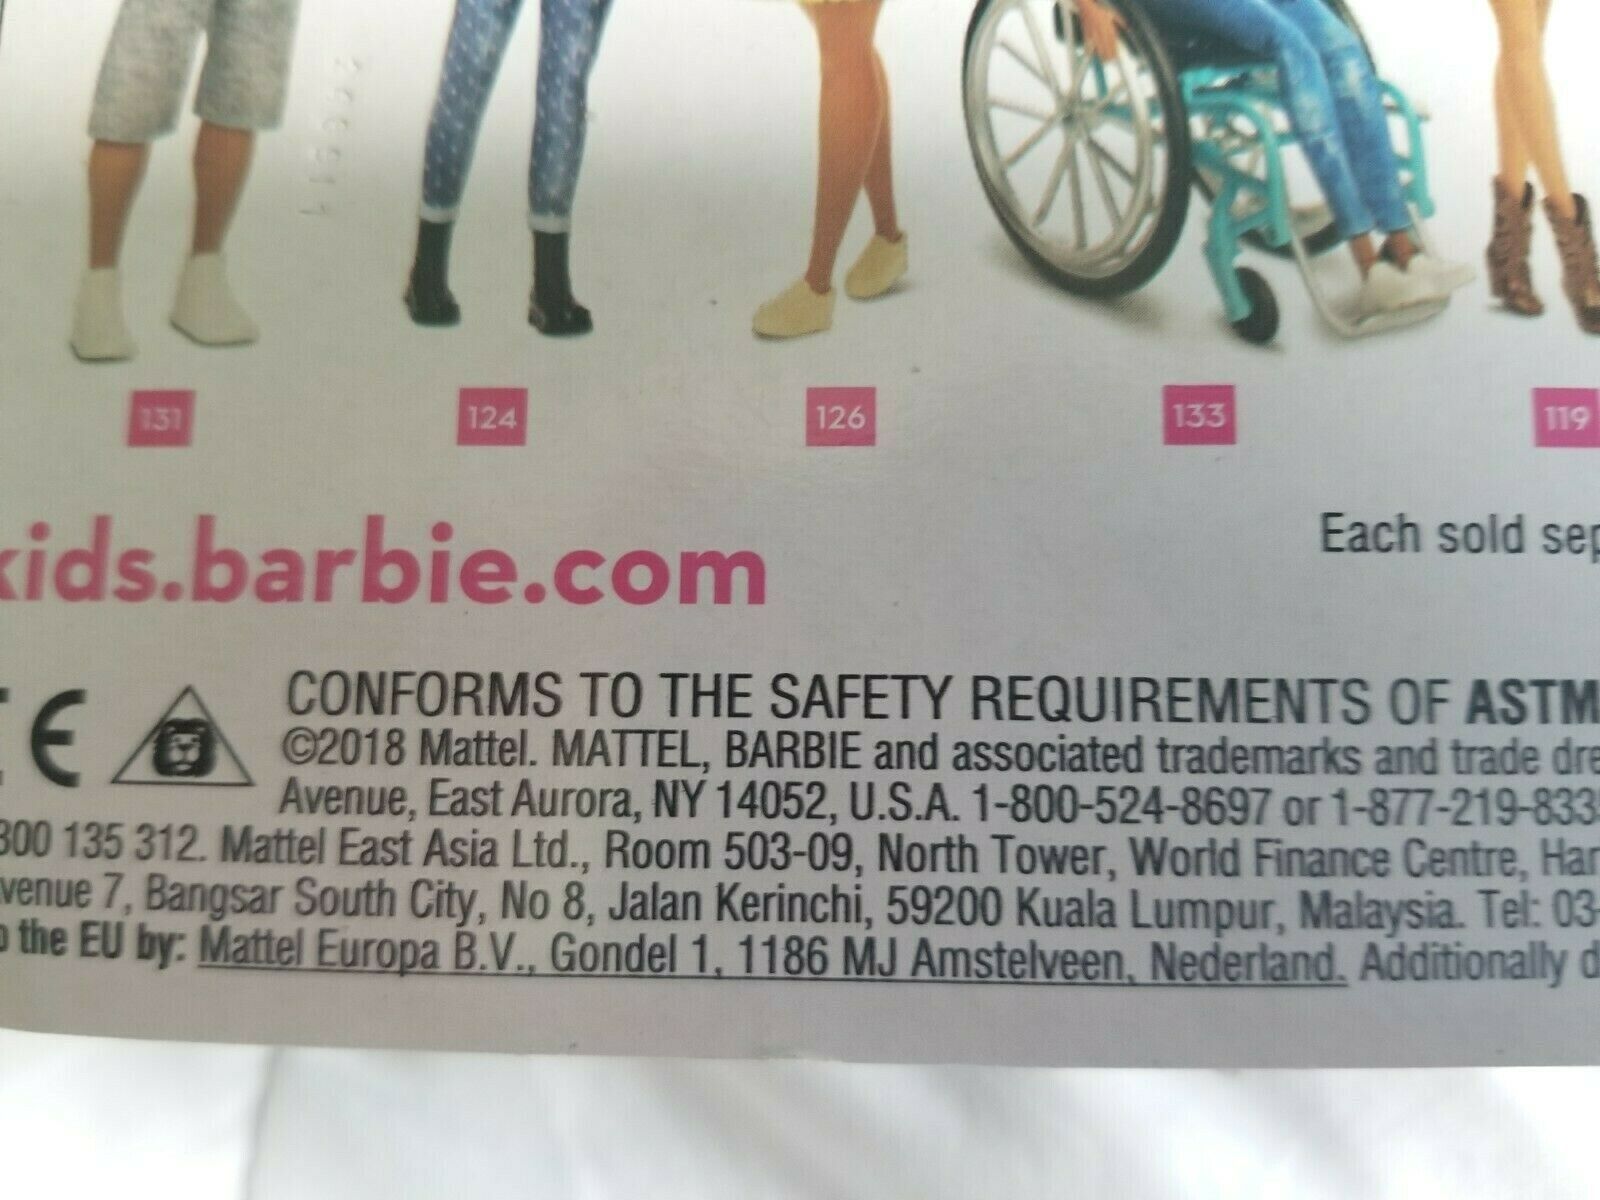 131 124 126 133 119
kids.barbie.com
Each sold
CE CONFORMS TO THE SAFETY REQUIREMENTS OF ASTM
©2018 Mattel. MATTEL, BARBIE and associated trademarks and trade
Avenue, East Aurora, NY 14052, U.S.A. 1-800-524-8697 or 1-877-219-833
300 135 312. Mattel East Asia Ltd., Room 503-09, North Tower, World Finance Centre,
venue 7, Bangsar South City, No 8, Jalan Kerinchi, 59200 Kuala Lumpur, Malaysia. Tel: 03-
the EU by: Mattel Europa B.V., Gondel 1, 1186 MJ Amstelveen, Nederland. Additionally